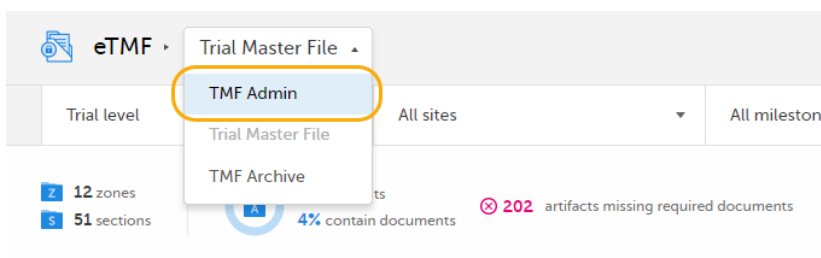 eTMF
Trial Master File
TMF Admin
Trial Master File
TMF Archive
Trial level
All sites
All mileston
Z 12 zones
S 51 sections
A
ts
4% contain documents
202 artifacts missing required documents